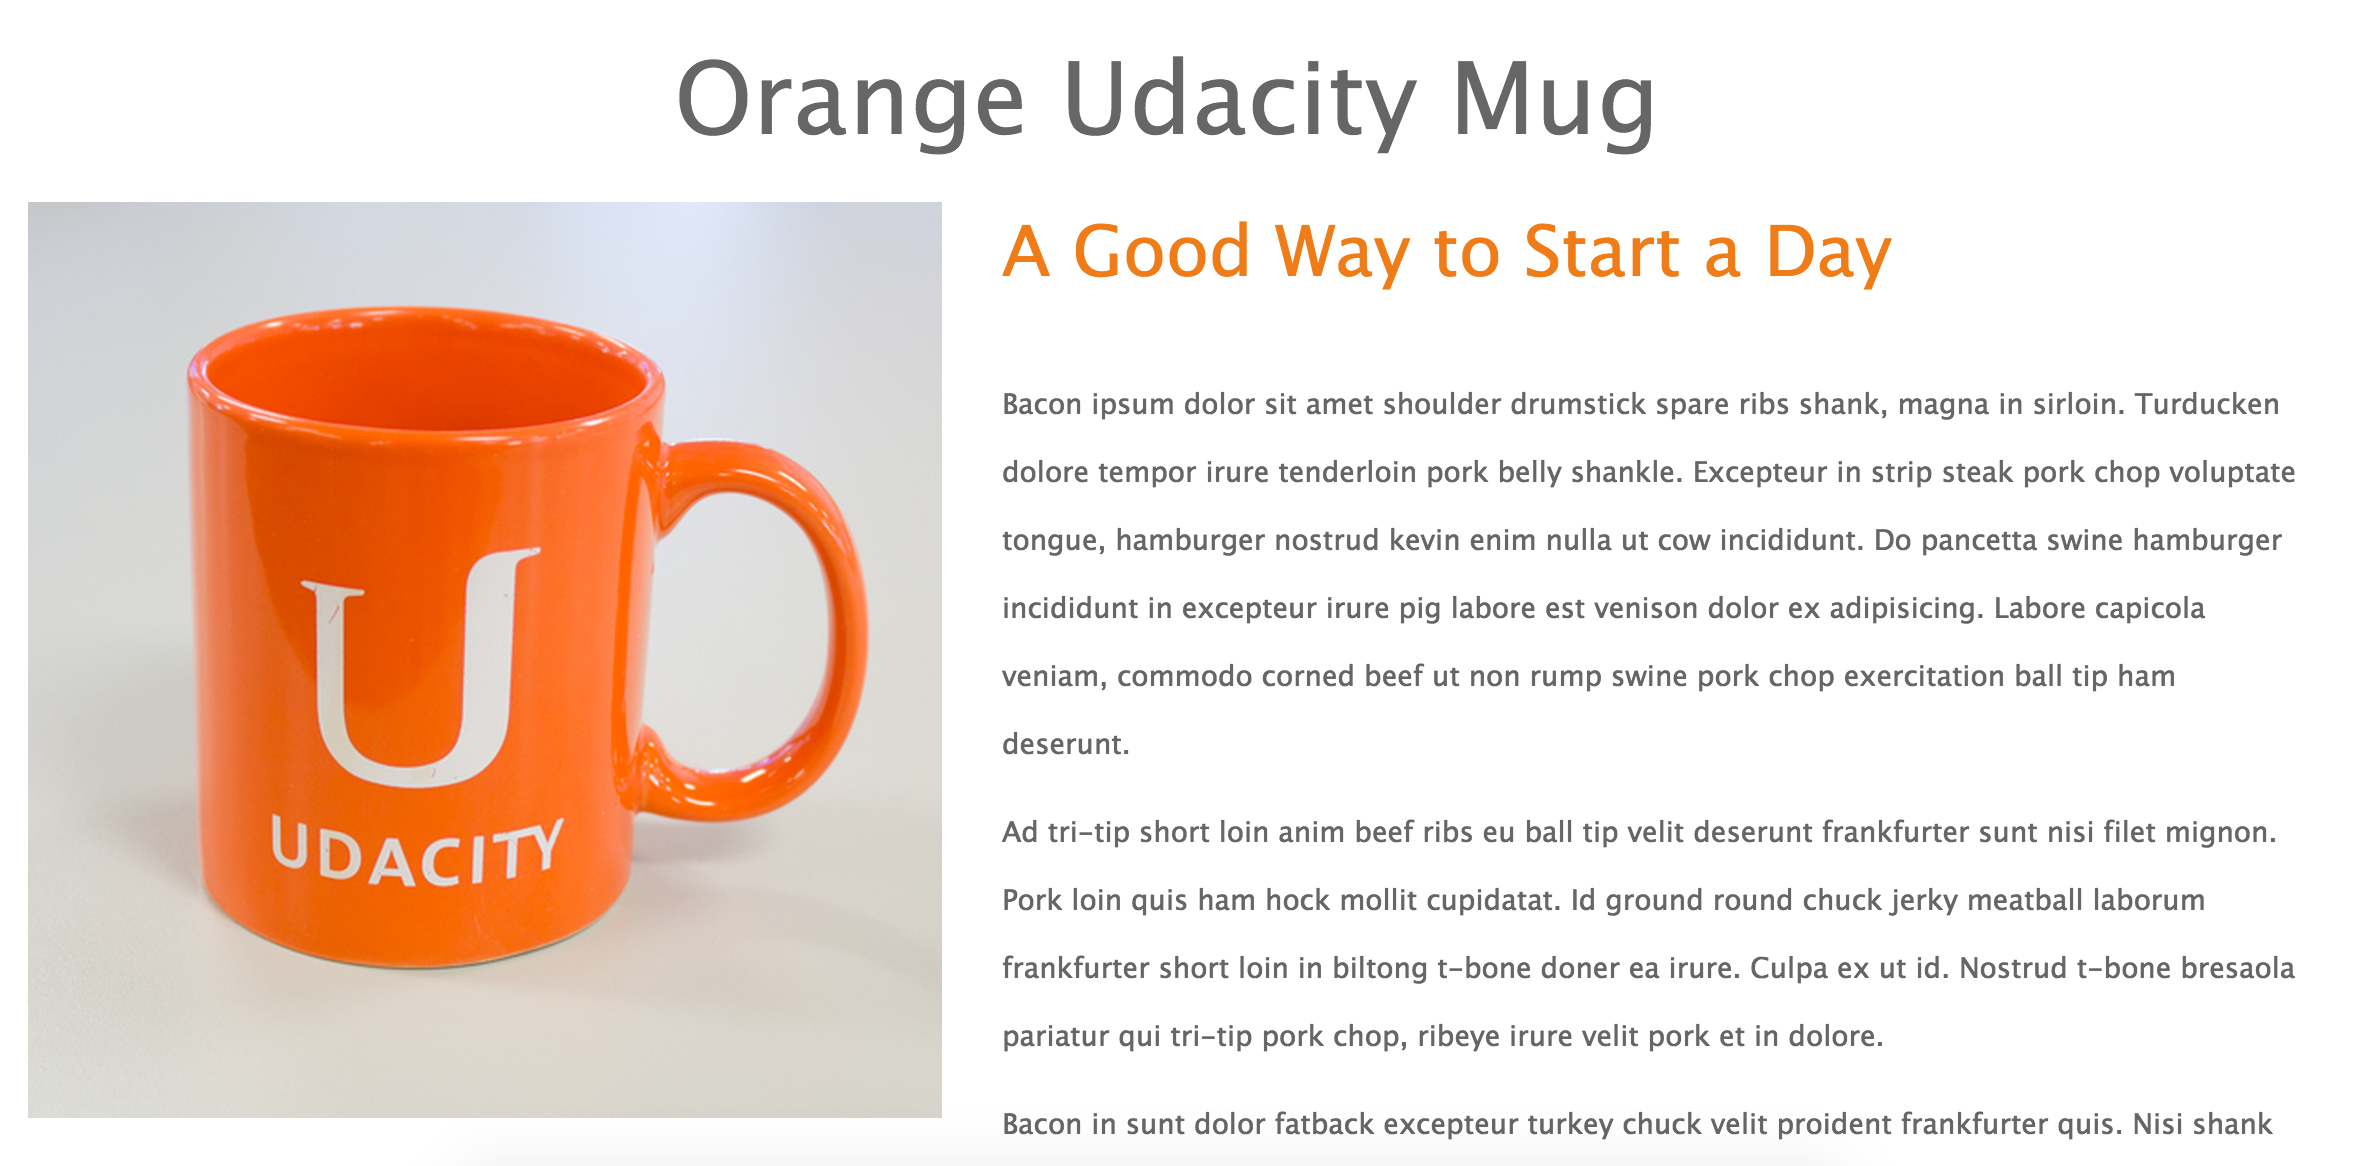 Orange Udacity Mug
U
UDACITY
A Good Way to Start a Day
Bacon ipsum dolor sit amet shoulder drumstick spare ribs shank, magna in sirloin. Turducken
dolore tempor irure tenderloin pork belly shankle. Excepteur in strip steak pork chop voluptate
tongue, hamburger nostrud kevin enim nulla ut cow incididunt. Do pancetta swine hamburger
incididunt in excepteur irure pig labore est venison dolor ex adipisicing. Labore capicola
veniam, commodo corned beef ut non rump swine pork chop exercitation ball tip ham
deserunt.
Ad tri-tip short loin anim beef ribs eu ball tip velit deserunt frankfurter sunt nisi filet mignon.
Pork loin quis ham hock mollit cupidatat. Id ground round chuck jerky meatball laborum
frankfurter short loin in biltong t-bone doner ea irure. Culpa ex ut id. Nostrud t-bone bresaola
pariatur qui tri-tip pork chop, ribeye irure velit pork et in dolore.
Bacon in sunt dolor fatback excepteur turkey chuck velit proident frankfurter quis. Nisi shank